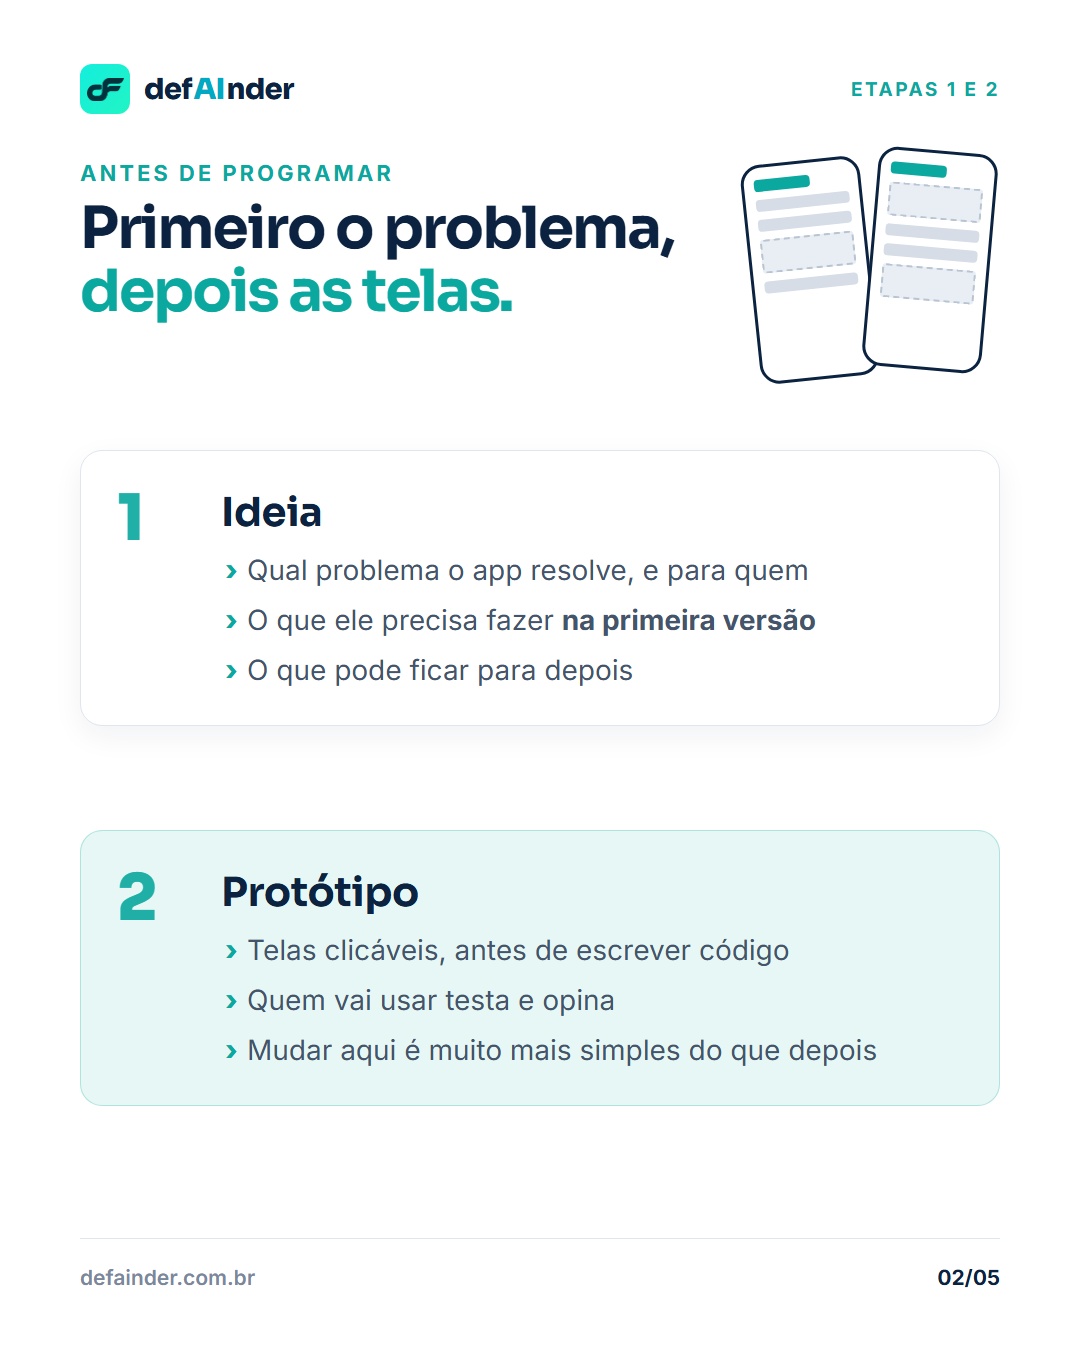 defAInder
ETAPAS 1 E 2
ANTES DE PROGRAMAR
Primeiro o problema,
depois as telas.
1
Ideia
› Qual problema o app resolve, e para quem
› O que ele precisa fazer na primeira versão
› O que pode ficar para depois
2
Protótipo
› Telas clicáveis, antes de escrever código
› Quem vai usar testa e opina
› Mudar aqui é muito mais simples do que depois
defainder.com.br
02/05